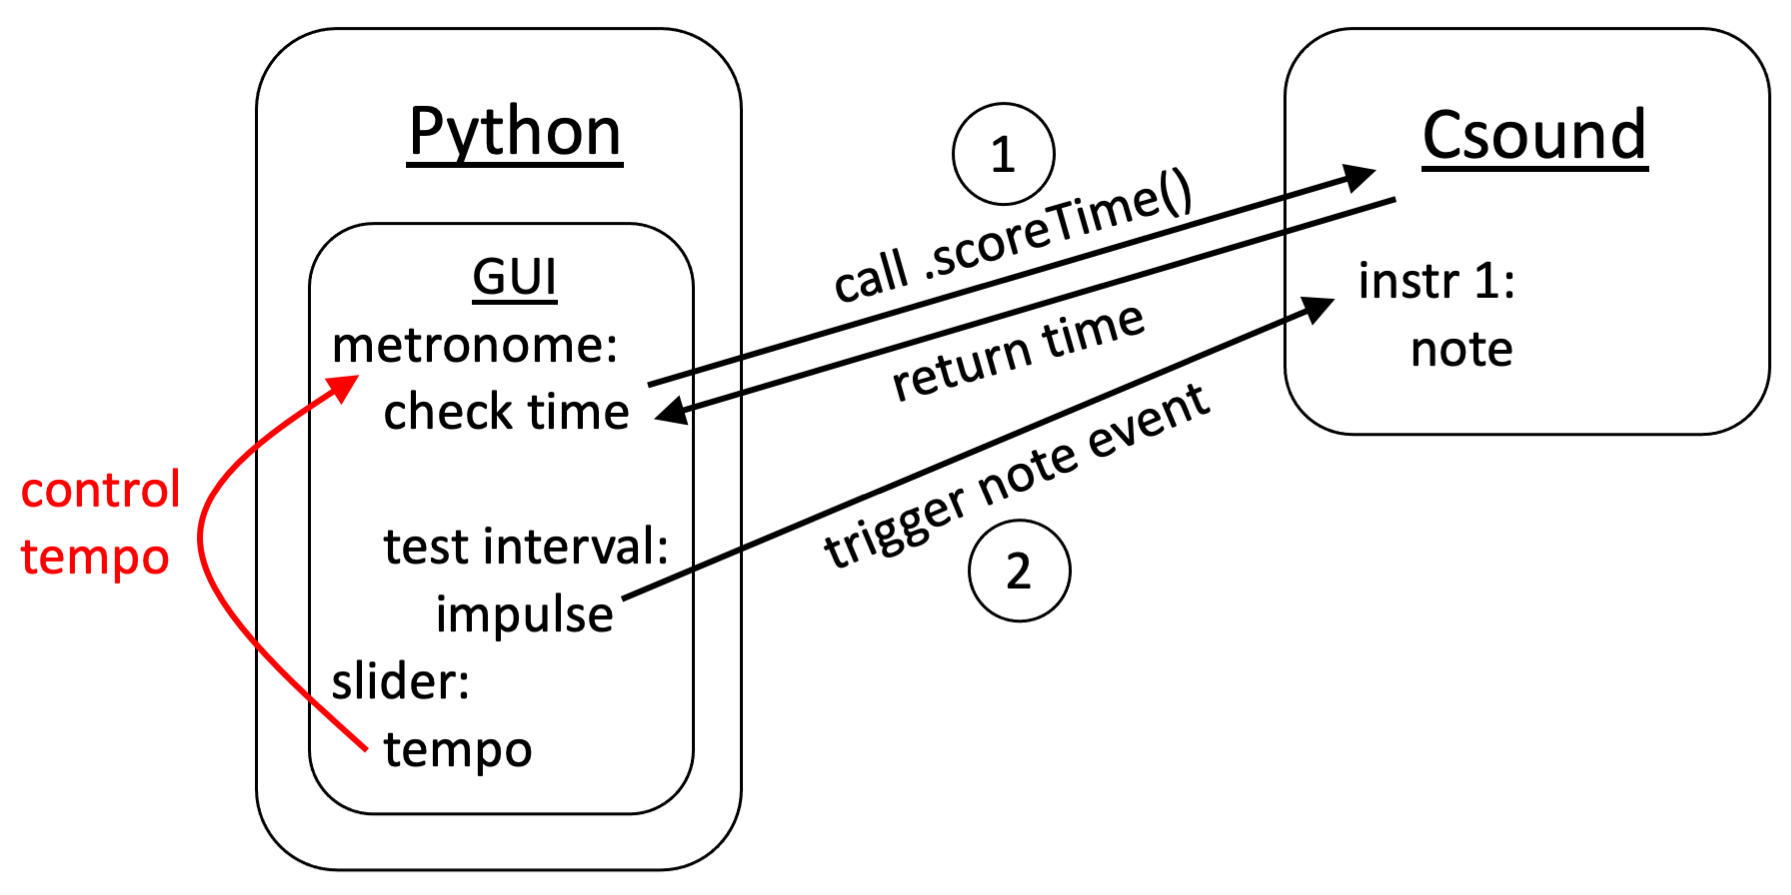 Python
GUI
metronome:
check time
test interval:
impulse
slider:
tempo
control
tempo
1
call .scoreTime()
return time
trigger note event
2
Csound
instr 1:
note